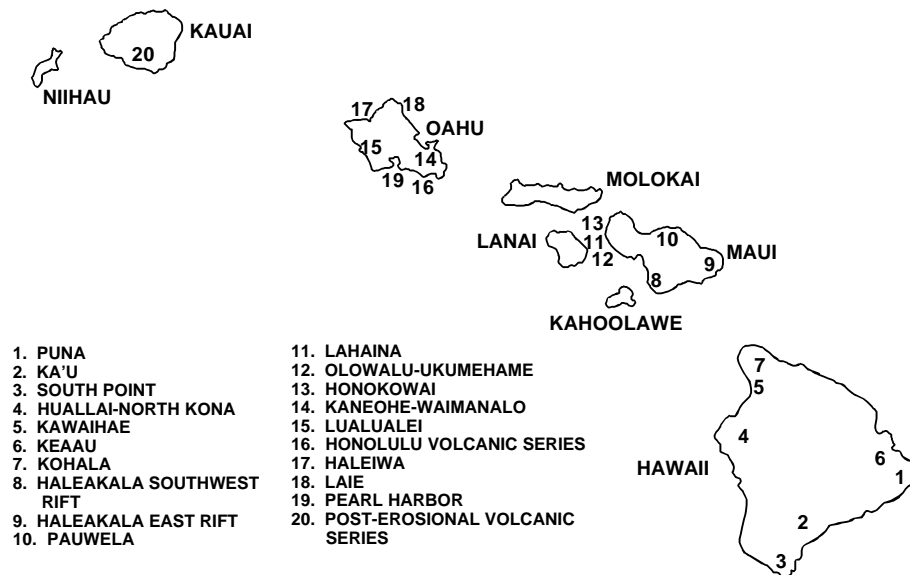 KAUAI
20
NIIHAU
17
18
OAHU
15
14
19
16
MOLOKAI
13
LANAI
11
10
12
MAUI
9
8
KAHOOLAWE
7
5
4
HAWAII
6
1
2
3
1. PUNA
2. KA'U
3. SOUTH POINT
4. HUALLAI-NORTH KONA
5. KAWAIHAE
6. KEAAU
7. KOHALA
8. HALEAKALA SOUTHWEST
RIFT
9. HALEAKALA EAST RIFT
10. PAUWELA
11. LAHAINA
12. OLOWALU-UKUMEHAME
13. HONOKOWAI
14. KANEOHE-WAIMANALO
15. LUALUALEI
16. HONOLULU VOLCANIC SERIES
17. HALEIWA
18. LAIE
19. PEARL HARBOR
20. POST-EROSIONAL VOLCANIC
SERIES